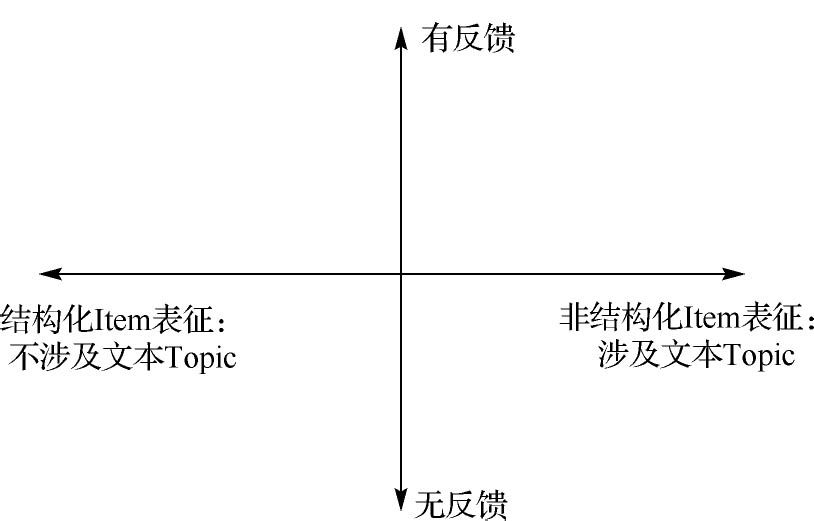 有反馈
结构化Item表征：
不涉及文本Topic
非结构化Item表征：
涉及文本Topic
无反馈